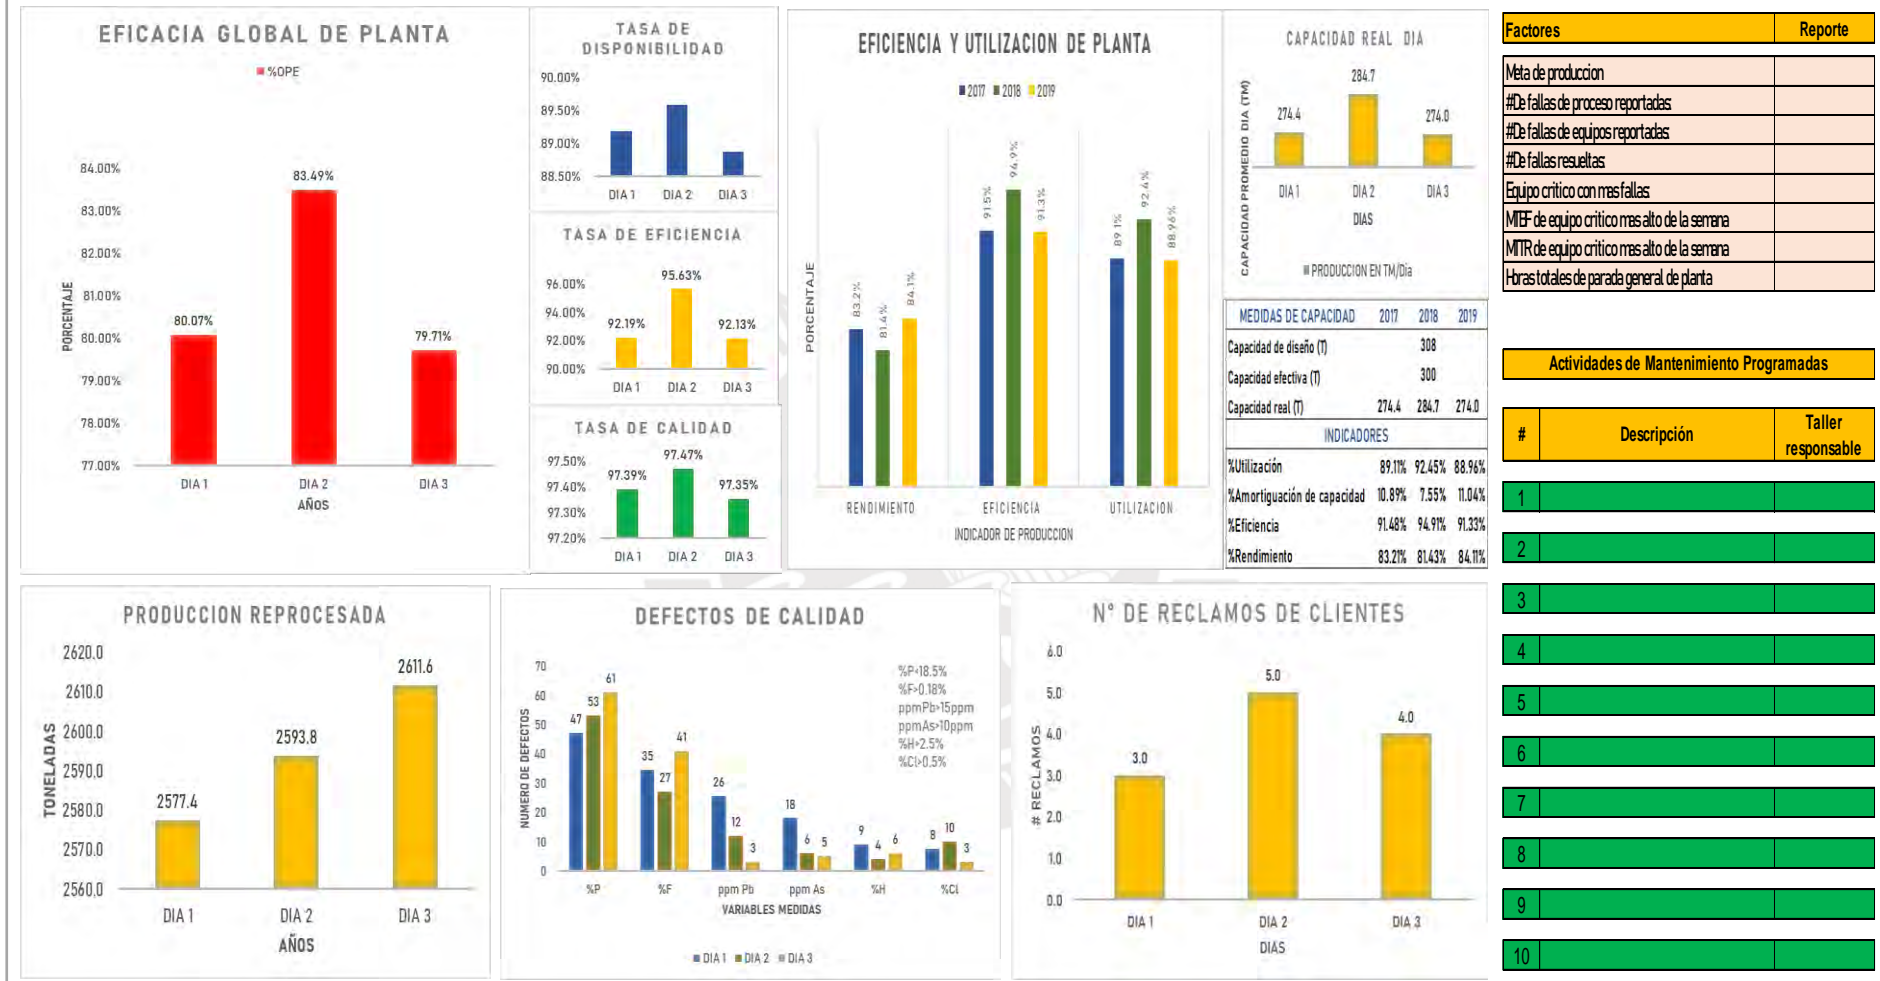 EFICACIA GLOBAL DE PLANTA
%OPE
84.00%
83.00%
82.00%
81.00%
80.00%
79.00%
78.00%
77.00%
PORCENTAJE
80.07%
83.49%
79.71%
DIA 1 DIA 2 DIA 3
AÑOS
TASA DE
DISPONIBILIDAD
90.00%
89.50%
89.00%
88.50%
DIA 1 DIA 2 DIA 3
TASA DE EFICIENCIA
96.00%
94.00%
92.00%
90.00%
92.19%
95.63%
92.13%
DIA 1 DIA 2 DIA 3
TASA DE CALIDAD
97.50%
97.40%
97.30%
97.20%
97.39%
97.47%
97.35%
DIA 1 DIA 2 DIA 3
EFICIENCIA Y UTILIZACION DE PLANTA
2017 2018 2019
PORCENTAJE
83.2%
81.4%
84.1%
91.5%
94.9%
91.3%
89.1%
92.4%
88.96%
RENDIMIENTO EFICIENCIA UTILIZACION
INDICADOR DE PRODUCCION
CAPACIDAD REAL DIA
CAPACIDAD PROMEDIO DIA (TM)
274.4
284.7
274.0
DIA 1 DIA 2 DIA 3
DIAS
PRODUCCION EN TM/Dia
MEDIDAS DE CAPACIDAD 2017 2018 2019
Capacidad de diseño (T) 308
Capacidad efectiva (T) 300
Capacidad real (T) 274.4 284.7 274.0
INDICADORES
%Utilización 89.11% 92.45% 88.96%
%Amortiguación de capacidad 10.89% 7.55% 11.04%
%Eficiencia 91.48% 94.91% 91.33%
%Rendimiento 83.21% 81.43% 84.11%
Factores Reporte
Meta de produccion
#De fallas de proceso reportadas:
#De fallas de equipos reportadas:
#De fallas resueltas:
Equipo critico con mas fallas:
MTBF de equipo critico mas alto de la semana
MTTR de equipo critico mas alto de la semana
Horas totales de parada general de planta
Actividades de Mantenimiento Programadas
# Descripción Taller responsable
1
2
3
4
5
6
7
8
9
10
PRODUCCION REPROCESADA
2620.0
2610.0
2600.0
2590.0
2580.0
2570.0
2560.0
TONELADAS
2577.4
2593.8
2611.6
DIA 1 DIA 2 DIA 3
AÑOS
DEFECTOS DE CALIDAD
70
60
50
40
30
20
10
0
NUMERO DE DEFECTOS
47 53 61
35 27 41
26 12 3
18 6 5
9 4 6
8 10 3
%P<18.5%
%F>0.18%
ppmPb>15ppm
ppmAs>10ppm
%H>2.5%
%Cl>0.5%
%P %F ppm Pb ppm As %H %CL
VARIABLES MEDIDAS
DIA 1 DIA 2 DIA 3
N° DE RECLAMOS DE CLIENTES
6.0
5.0
4.0
3.0
2.0
1.0
0.0
# RECLAMOS
3.0
5.0
4.0
DIA 1 DIA 2 DIA 3
DIAS